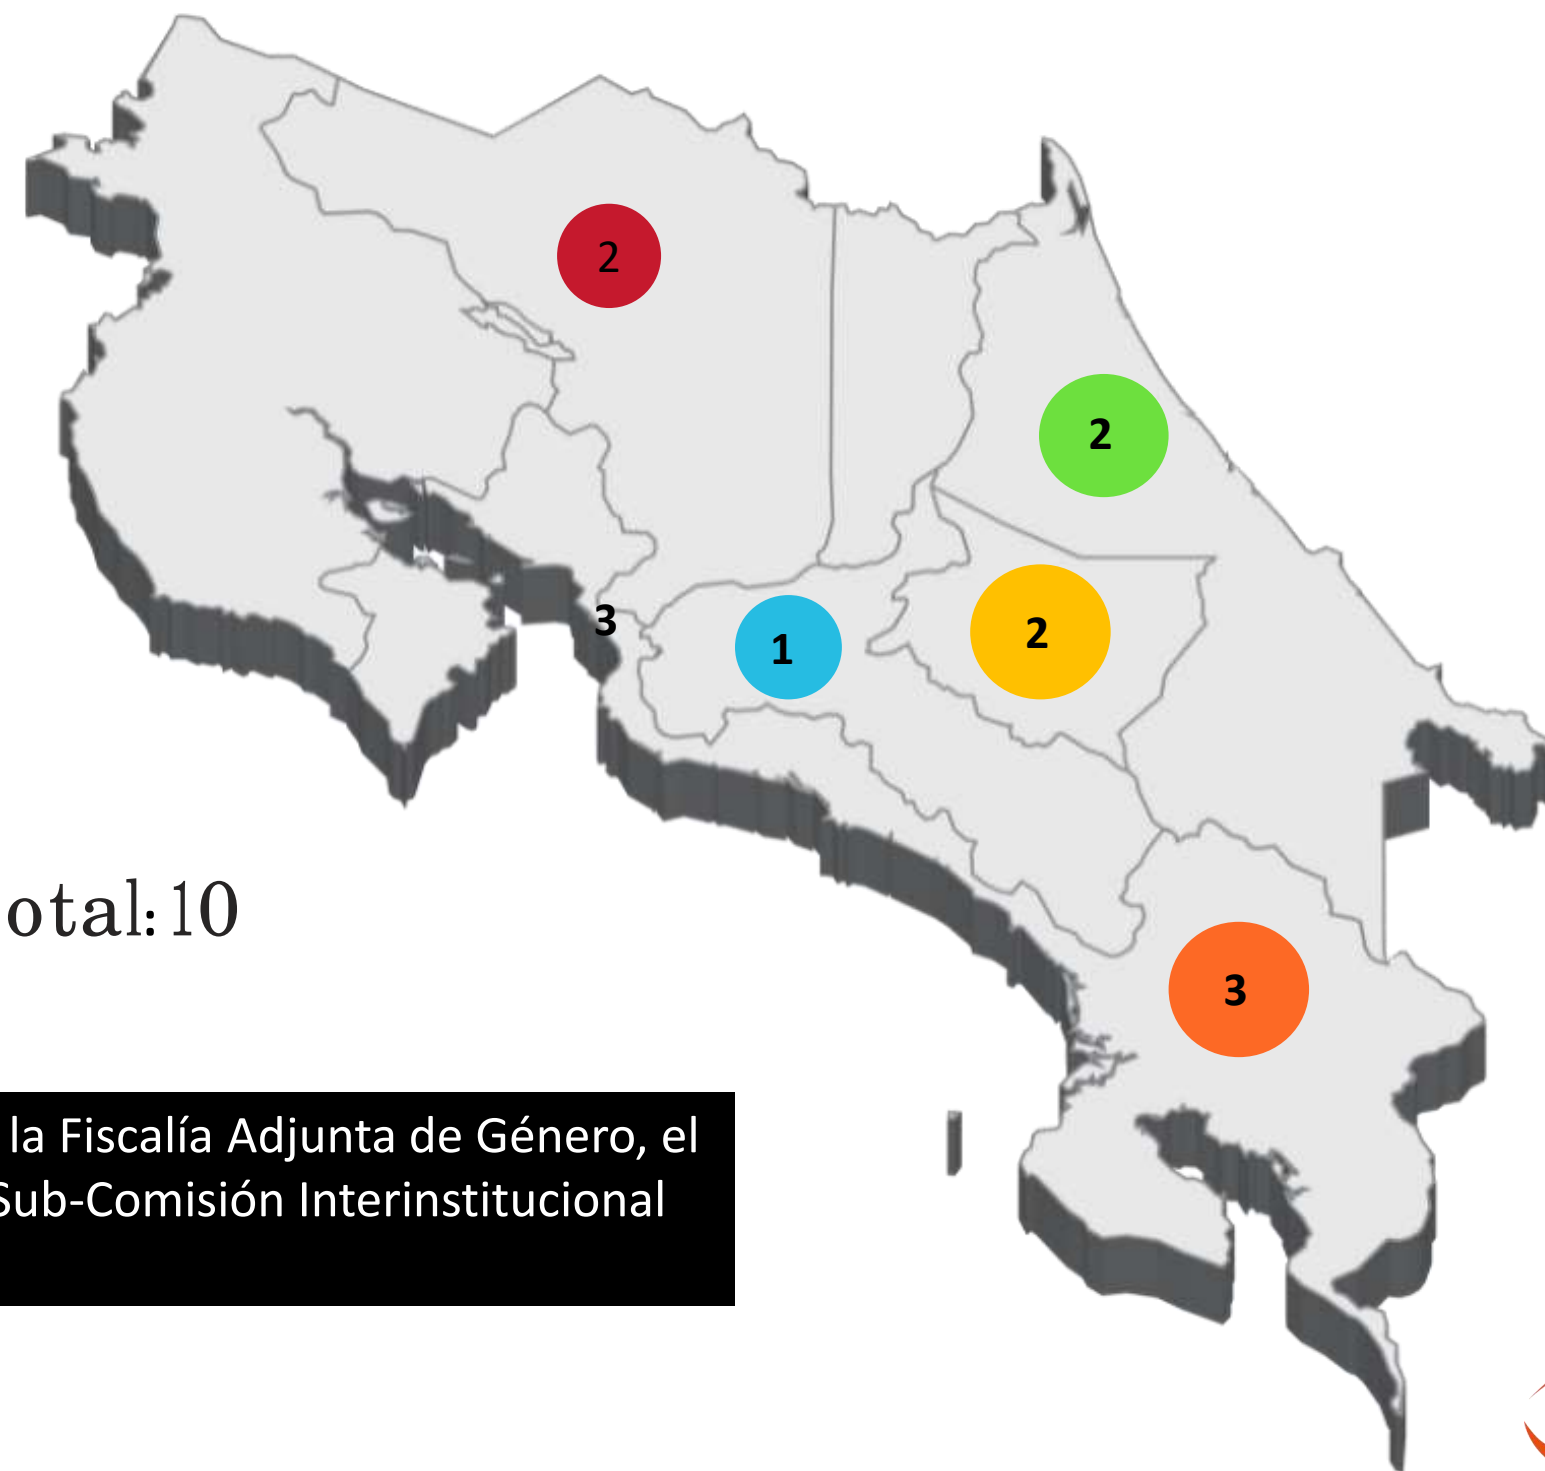 2
2
3
1
2
otal: 10
3
la Fiscalía Adjunta de Género, el
Sub-Comisión Interinstitucional